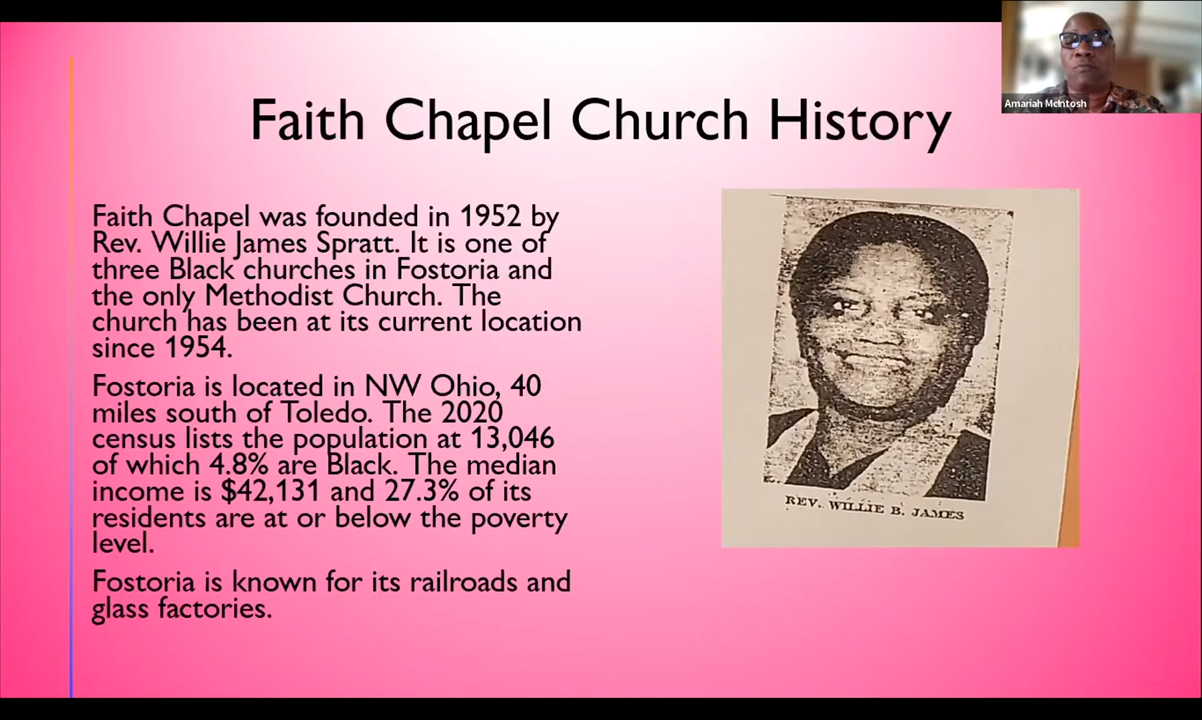 Amariah McIntosh
Faith Chapel Church History
Faith Chapel was founded in 1952 by
Rev. Willie James Spratt. It is one of
three Black churches in Fostoria and
the only Methodist Church. The
church has been at its current location
since 1954.
Fostoria is located in NW Ohio, 40
miles south of Toledo. The 2020
census lists the population at 13,046
of which 4.8% are Black. The median
income is $42,131 and 27.3% of its
residents are at or below the poverty
level.
Fostoria is known for its railroads and
glass factories.
REV. WILLIE B. JAMES